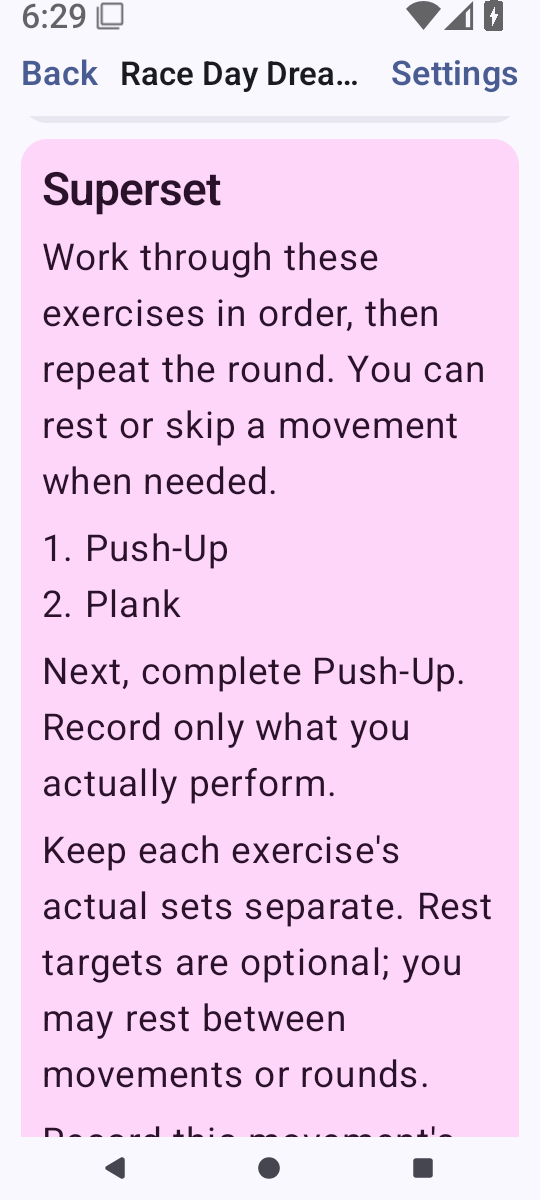 6:29
Back Race Day Drea... Settings
Superset
Work through these
exercises in order, then
repeat the round. You can
rest or skip a movement
when needed.
1. Push-Up
2. Plank
Next, complete Push-Up.
Record only what you
actually perform.
Keep each exercise's
actual sets separate. Rest
targets are optional; you
may rest between
movements or rounds.
Record this movement's